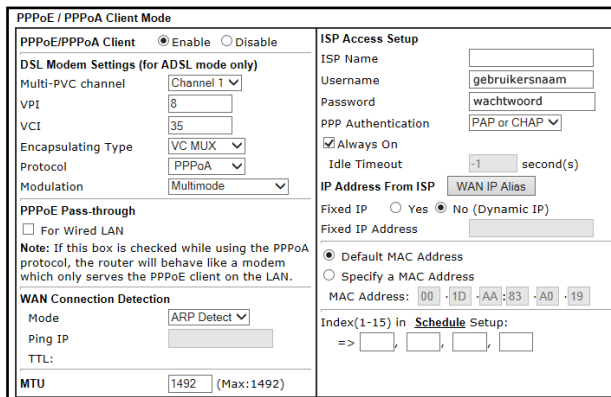 PPPoE / PPPoA Client Mode
PPPoE/PPPoA Client Enable Disable
DSL Modem Settings (for ADSL mode only)
Multi-PVC channel Channel 1
VPI 8
VCI 35
Encapsulating Type VC MUX
Protocol PPPoA
Modulation Multimode
PPPoE Pass-through
For Wired LAN
Note: If this box is checked while using the PPPoA
protocol, the router will behave like a modem
which only serves the PPPoE client on the LAN.
WAN Connection Detection
Mode ARP Detect
Ping IP
TTL:
MTU 1492 (Max:1492)
ISP Access Setup
ISP Name
Username gebruikersnaam
Password wachtwoord
PPP Authentication PAP or CHAP
Always On
Idle Timeout -1 second(s)
IP Address From ISP WAN IP Alias
Fixed IP Yes No (Dynamic IP)
Fixed IP Address
Default MAC Address
Specify a MAC Address
MAC Address: 00 · 1D · AA : 83 · A0 · 19
Index(1-15) in Schedule Setup:
=> , , ,